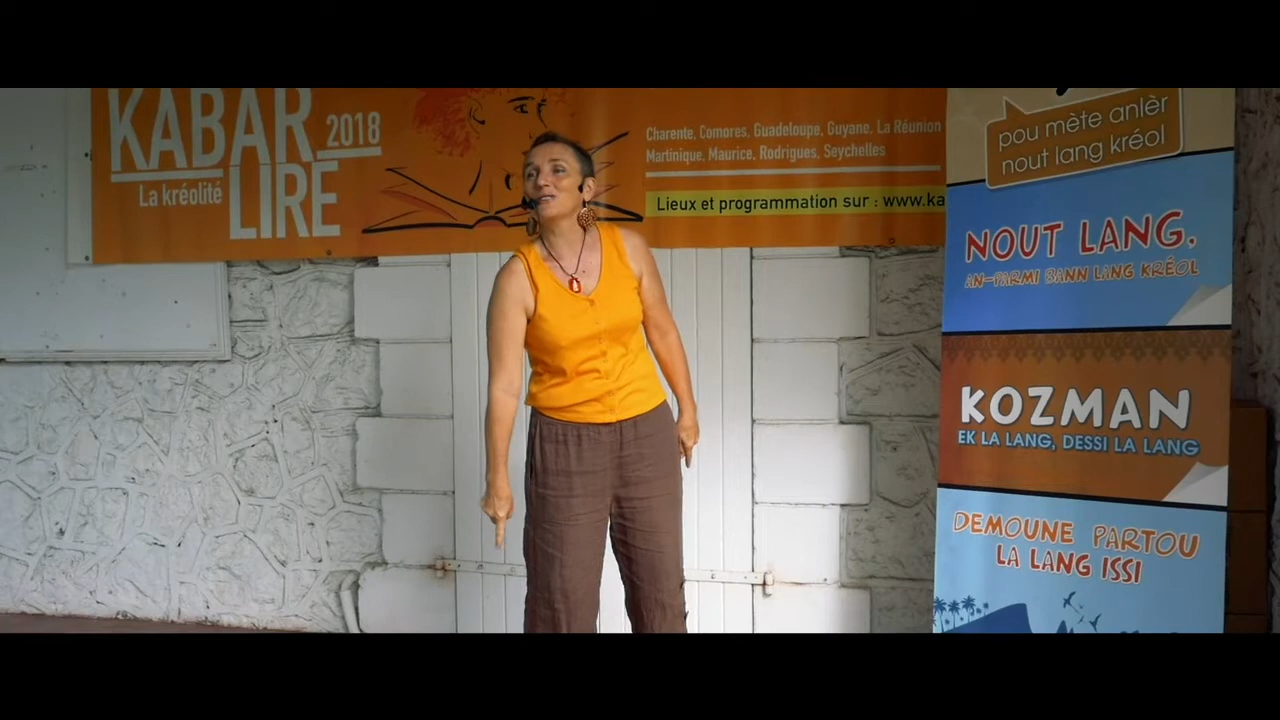 KABAR
LIRE
2018
La kréolité
Charente, Comores, Guadeloupe, Guyane, La Réunion
Martinique, Maurice, Rodrigues, Seychelles
Lieux et programmation sur : www.ka
pou mète anlèr
nout lang kréol
NOUT LANG,
AN-PARMI BANN LANG KRÉOL
KOZMAN
EK LA LANG, DESSI LA LANG
DEMOUNE PARTOU
LA LANG ISSI